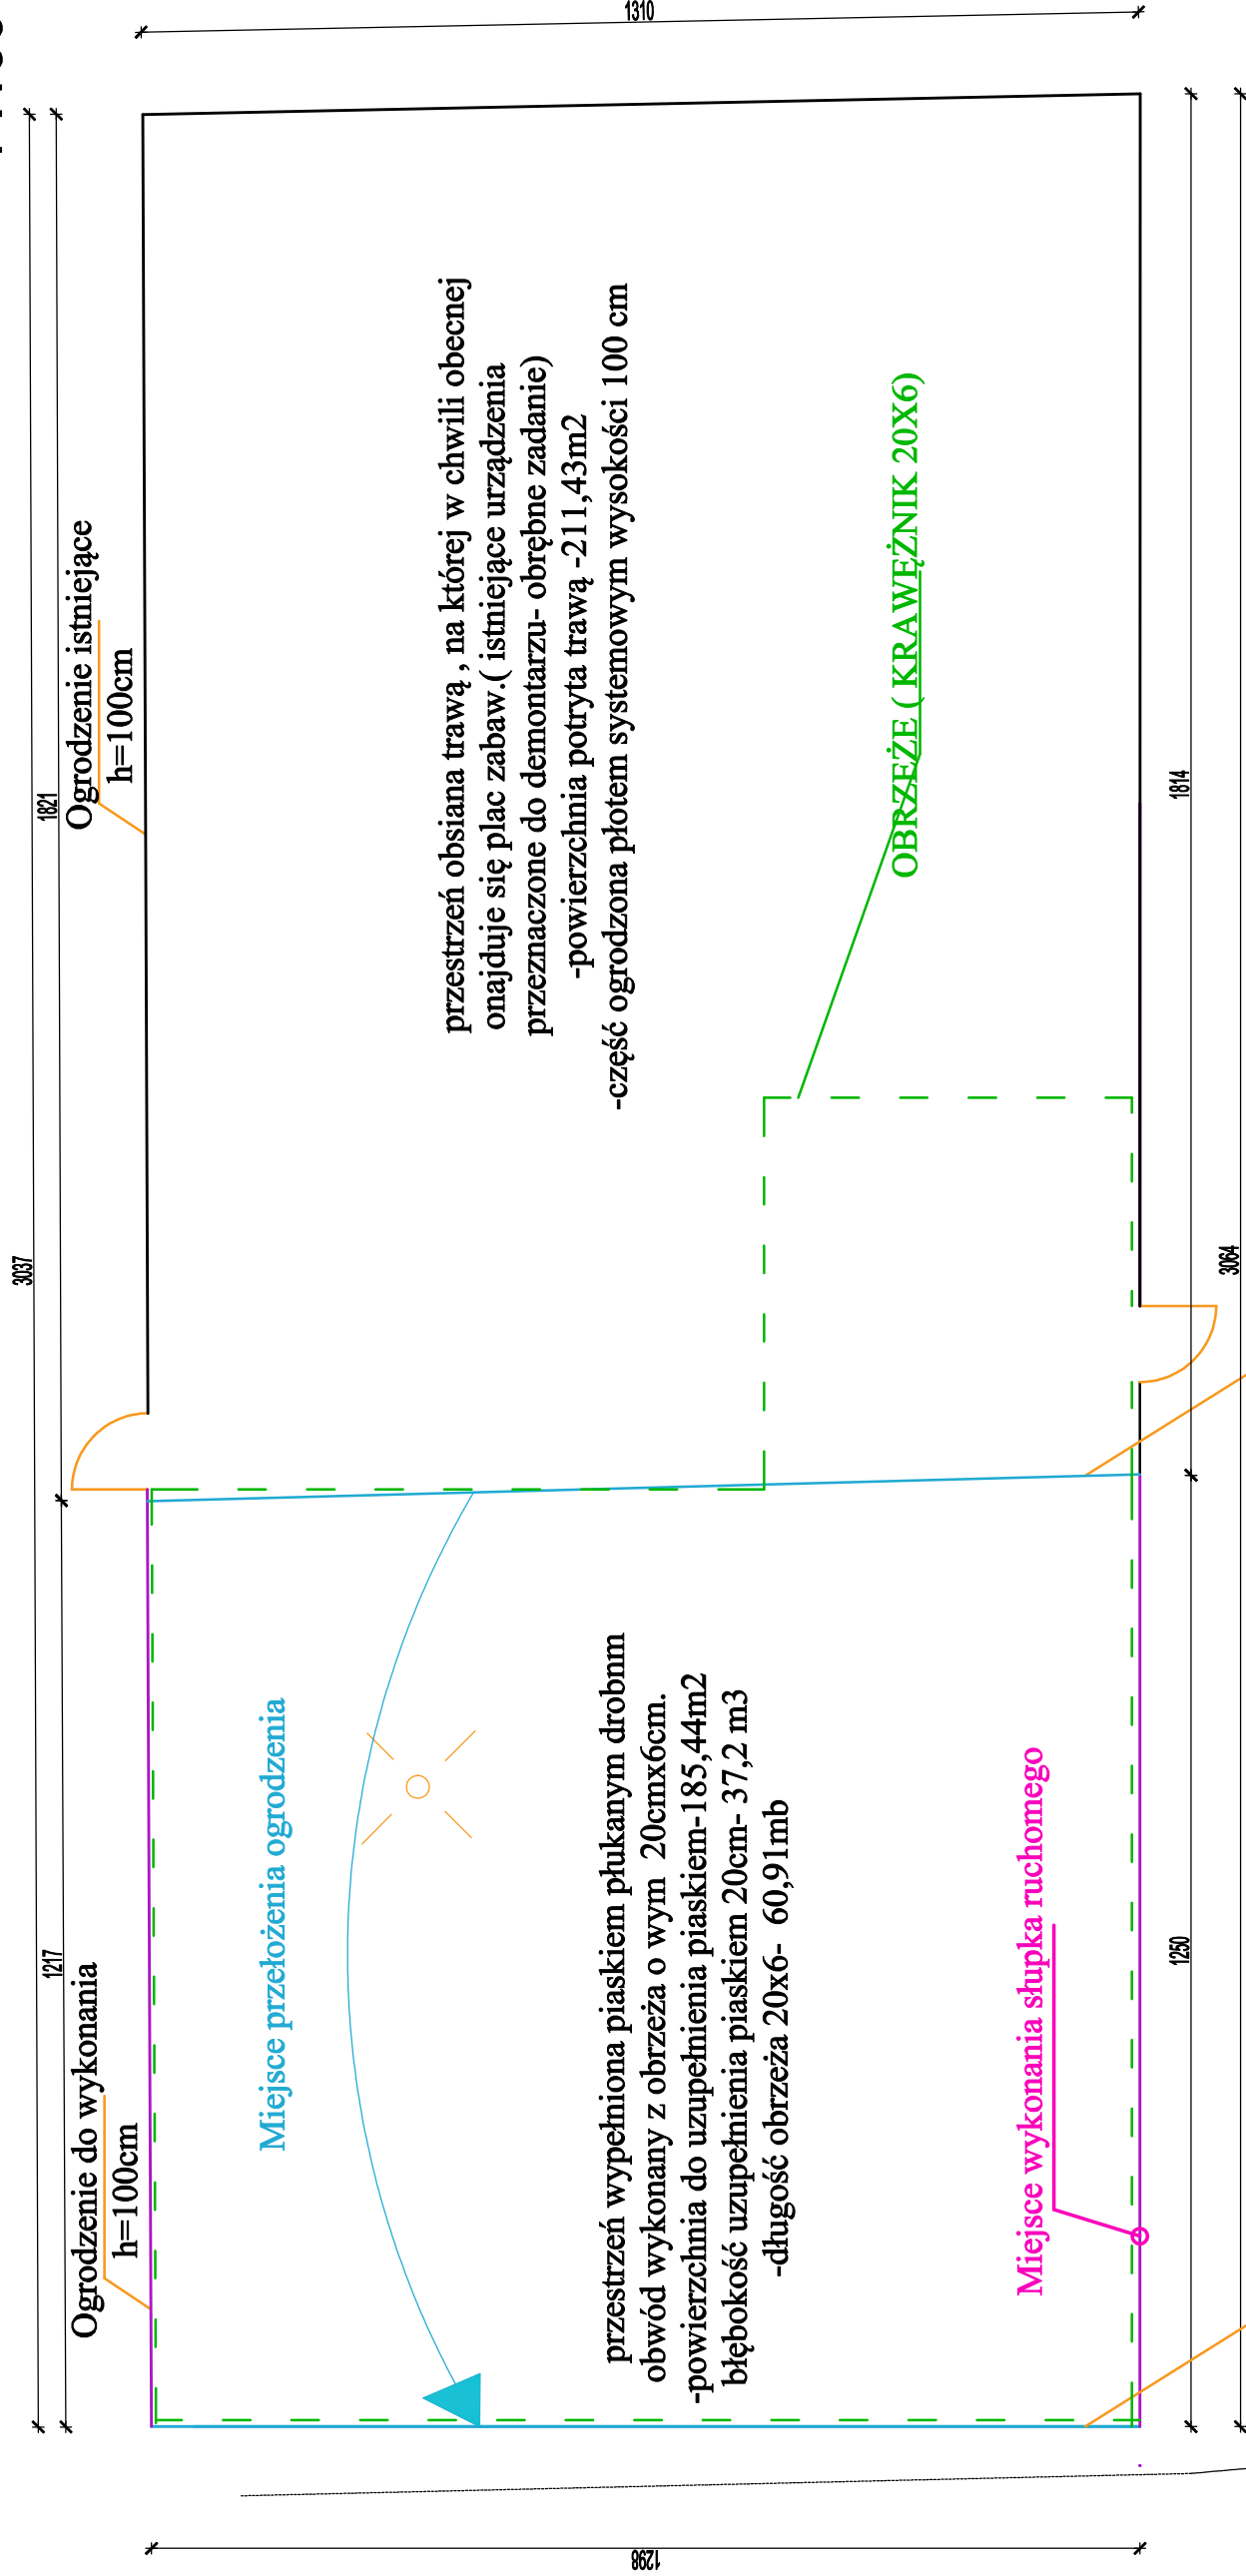 1310
3037
1821
1217
Ogrodzenie istniejące
h=100cm
Ogrodzenie do wykonania
h=100cm
Miejsce przełożenia ogrodzenia
przestrzeń obsiana trawą , na której w chwili obecnej
onajduje się plac zabaw.( istniejące urządzenia
przeznaczone do demontarzu- obrębne zadanie)
-powierzchnia potryta trawą -211,43m2
-część ogrodzona płotem systemowym wysokości 100 cm
OBRZEŻE ( KRAWĘŻNIK 20X6)
przestrzeń wypełniona piaskiem płukanym drobnm
obwód wykonany z obrzeża o wym  20cmx6cm.
-powierzchnia do uzupełnienia piaskiem-185,44m2
błębokość uzupełnienia piaskiem 20cm- 37,2 m3
-długość obrzeża 20x6-  60,91mb
Miejsce wykonania słupka ruchomego
1250
1814
3064
1298